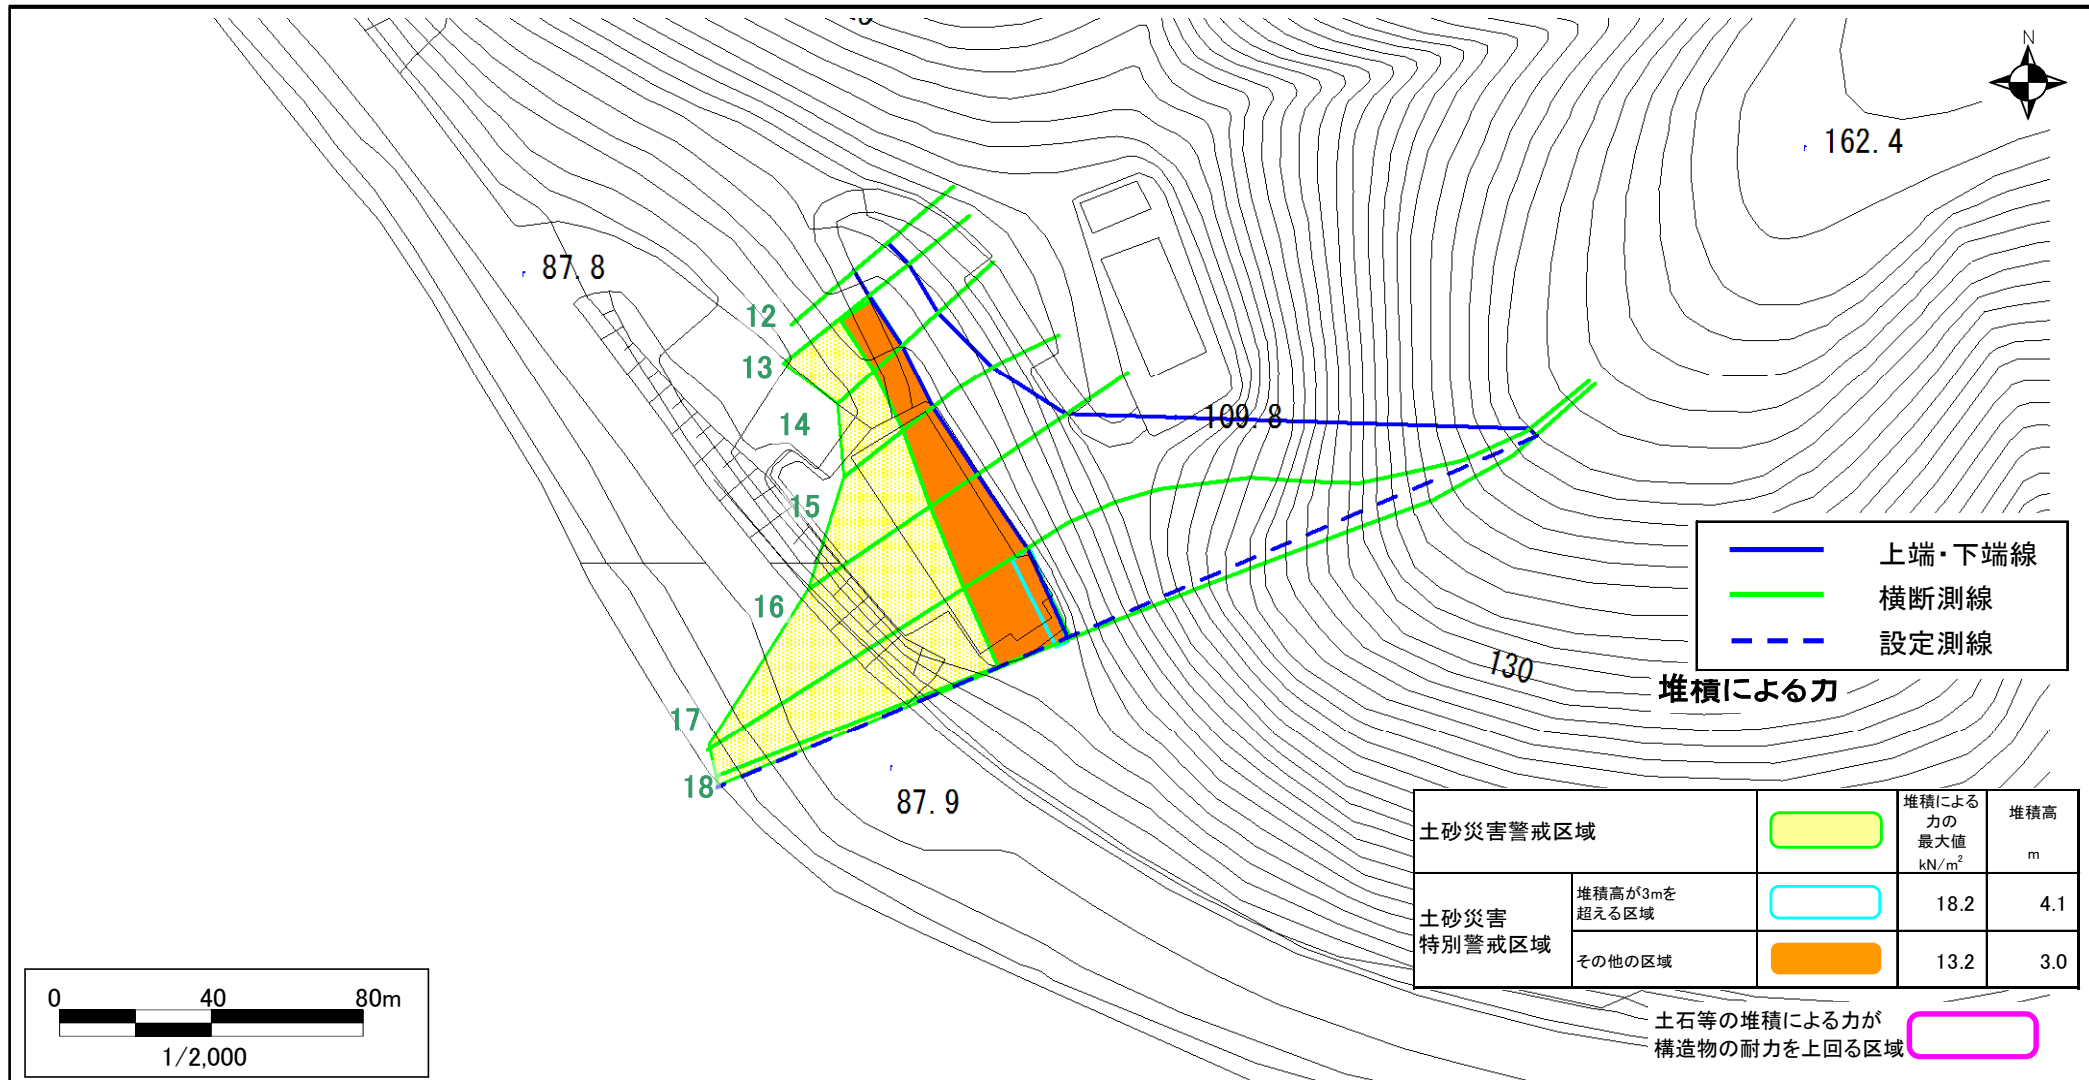 N
162.4
87.8
12
13
14
109.8
15
16
17
18
87.9
130
上端・下端線
横断測線
設定測線
堆積による力
土砂災害警戒区域
堆積による
力の
最大値
kN/m²
堆積高
m
土砂災害
特別警戒区域
堆積高が3mを
超える区域
18.2
4.1
その他の区域
13.2
3.0
土石等の堆積による力が
構造物の耐力を上回る区域
0 40 80m
1/2,000